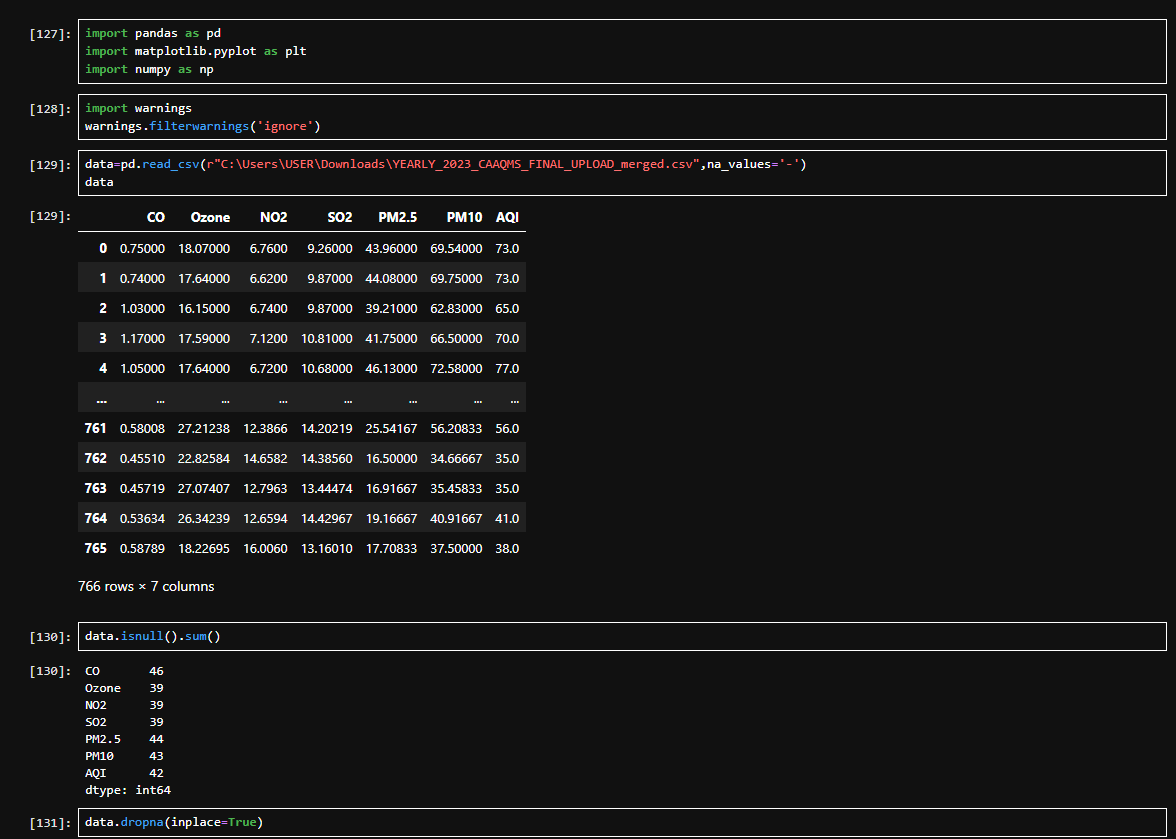 [127]: import pandas as pd
import matplotlib.pyplot as plt
import numpy as np
[128]: import warnings
warnings.filterwarnings('ignore')
[129]: data=pd.read_csv(r"C:\Users\USER\Downloads\YEARLY_2023_CAAQMS_FINAL_UPLOAD_merged.csv",na_values='-')
data
[129]: CO Ozone NO2 SO2 PM2.5 PM10 AQI
0 0.75000 18.07000 6.7600 9.26000 43.96000 69.54000 73.0
1 0.74000 17.64000 6.6200 9.87000 44.08000 69.75000 73.0
2 1.03000 16.15000 6.7400 9.87000 39.21000 62.83000 65.0
3 1.17000 17.59000 7.1200 10.81000 41.75000 66.50000 70.0
4 1.05000 17.64000 6.7200 10.68000 46.13000 72.58000 77.0
... ... ... ... ... ... ... ...
761 0.58008 27.21238 12.3866 14.20219 25.54167 56.20833 56.0
762 0.45510 22.82584 14.6582 14.38560 16.50000 34.66667 35.0
763 0.45719 27.07407 12.7963 13.44474 16.91667 35.45833 35.0
764 0.53634 26.34239 12.6594 14.42967 19.16667 40.91667 41.0
765 0.58789 18.22695 16.0060 13.16010 17.70833 37.50000 38.0
766 rows × 7 columns
[130]: data.isnull().sum()
[130]: CO 46
Ozone 39
NO2 39
SO2 39
PM2.5 44
PM10 43
AQI 42
dtype: int64
[131]: data.dropna(inplace=True)